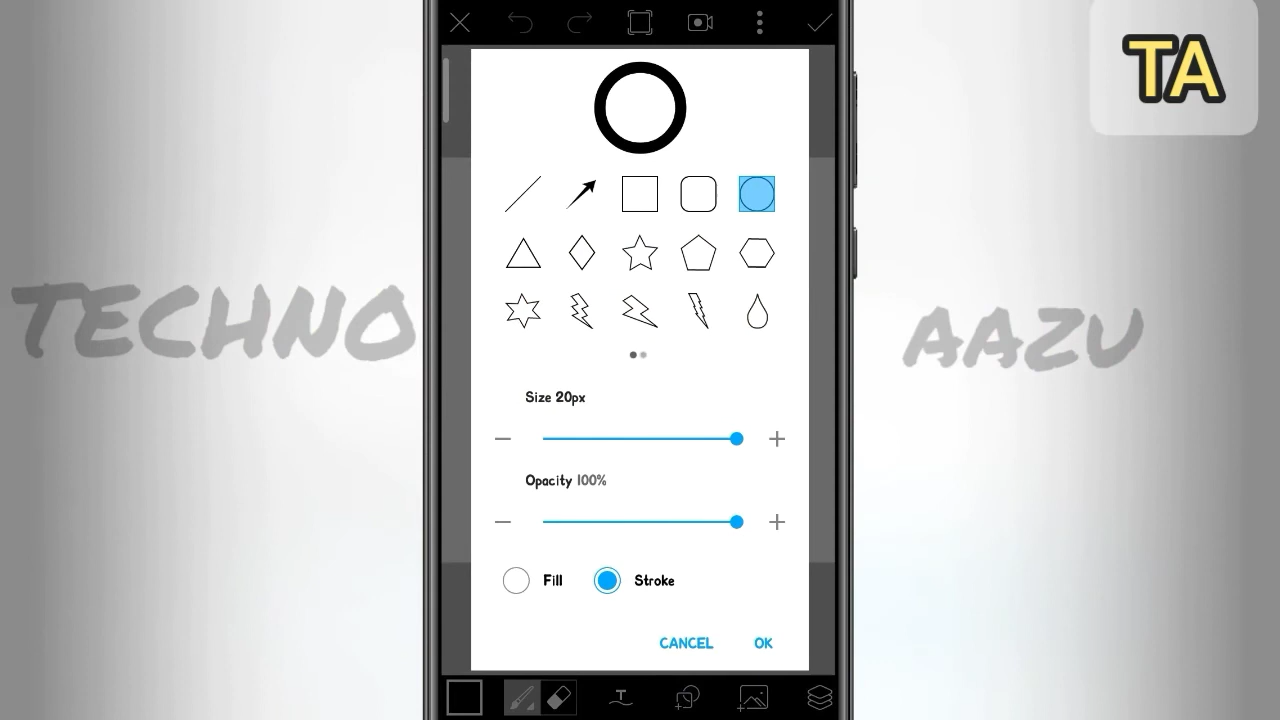 TA
TECHNO AAZU
Size 20px
Opacity 100%
Fill Stroke
CANCEL OK
T